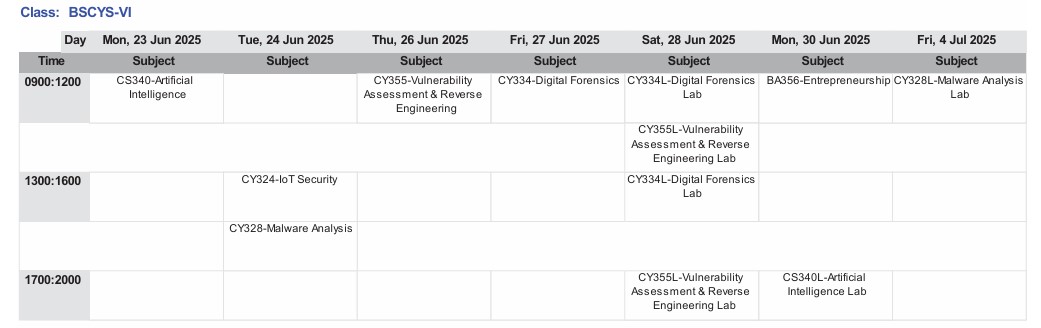 Class: BSCYS-VI
Day Mon, 23 Jun 2025 Tue, 24 Jun 2025 Thu, 26 Jun 2025 Fri, 27 Jun 2025 Sat, 28 Jun 2025 Mon, 30 Jun 2025 Fri, 4 Jul 2025
Time Subject Subject Subject Subject Subject Subject Subject
0900:1200 CS340-Artificial CY355-Vulnerability CY334-Digital Forensics CY334L-Digital Forensics BA356-Entrepreneurship CY328L-Malware Analysis
Intelligence Assessment & Reverse Lab Lab
Engineering
CY355L-Vulnerability
Assessment & Reverse
Engineering Lab
1300:1600 CY324-IoT Security CY334L-Digital Forensics
Lab
CY328-Malware Analysis
1700:2000 CY355L-Vulnerability CS340L-Artificial
Assessment & Reverse Intelligence Lab
Engineering Lab